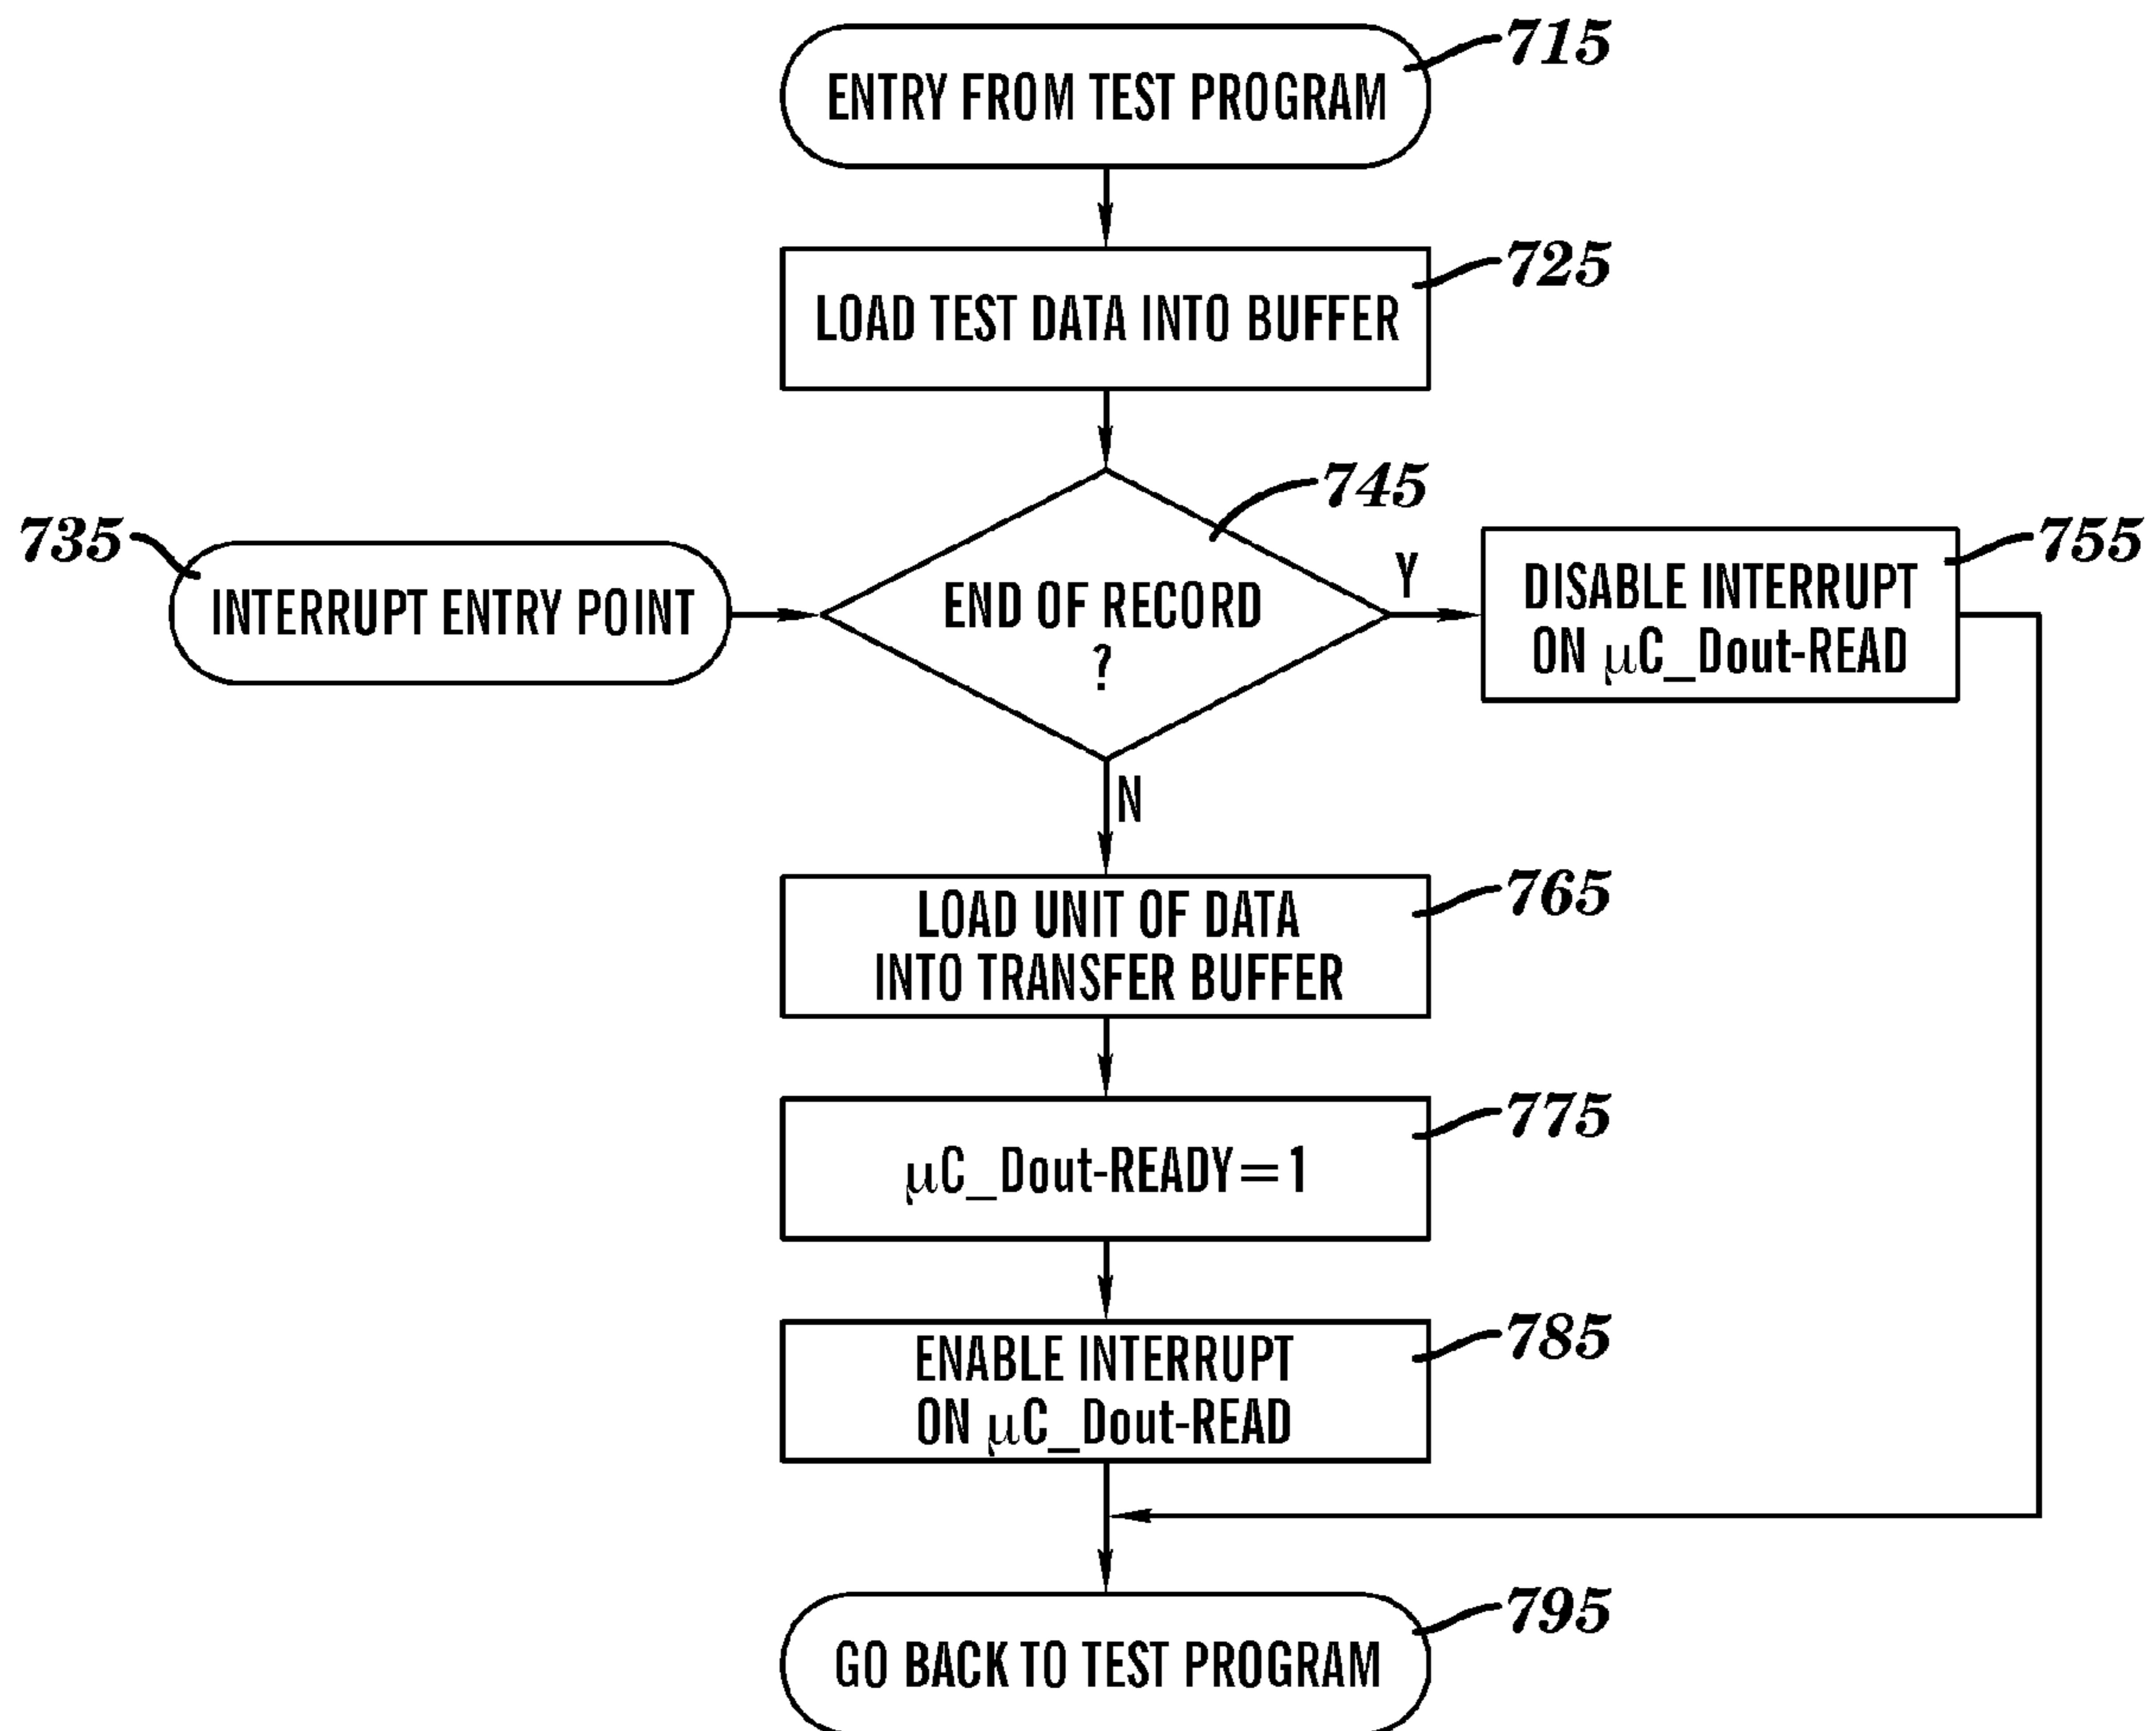 715
ENTRY FROM TEST PROGRAM
725
LOAD TEST DATA INTO BUFFER
745
735
INTERRUPT ENTRY POINT
END OF RECORD
?
Y
755
DISABLE INTERRUPT
ON μC_Dout-READ
N
765
LOAD UNIT OF DATA
INTO TRANSFER BUFFER
775
μC_Dout-READY=1
785
ENABLE INTERRUPT
ON μC_Dout-READ
795
GO BACK TO TEST PROGRAM